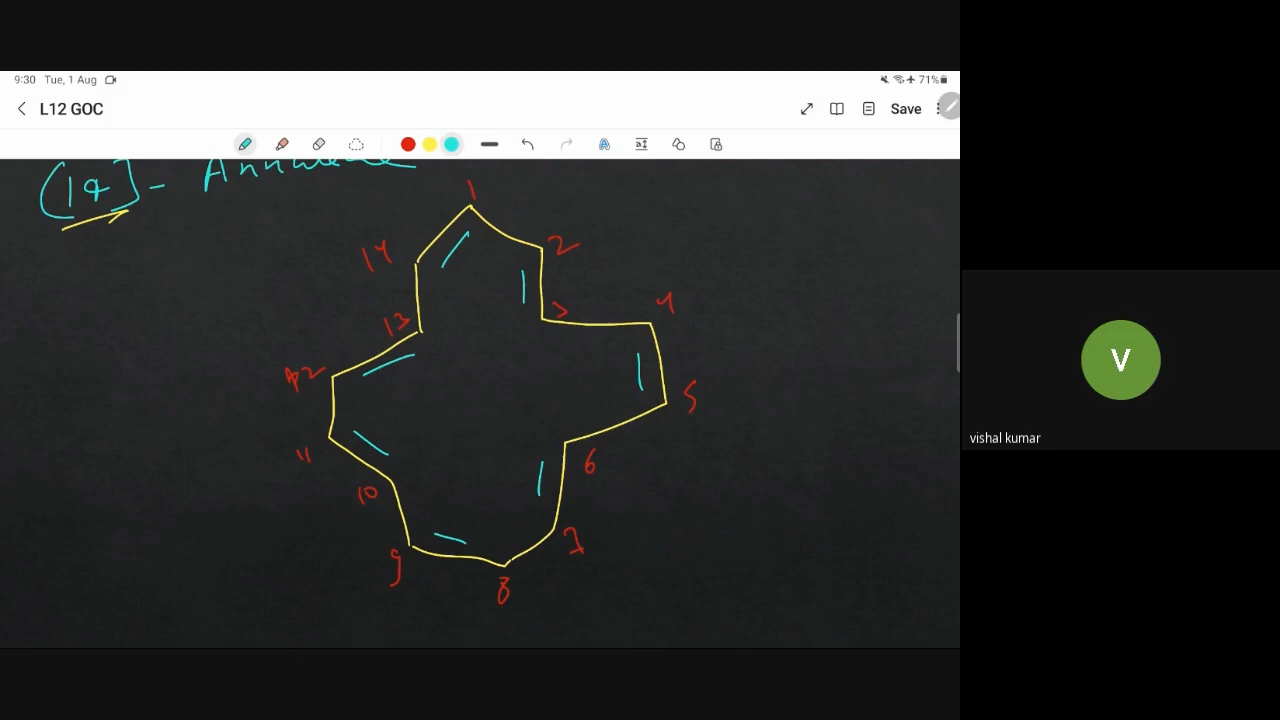 9:30 Tue, 1 Aug 71%
L12 GOC Save
[14] - Annulene
1
14 2
13 3 4
12 5
11 6
10
9 7
8
V
vishal kumar